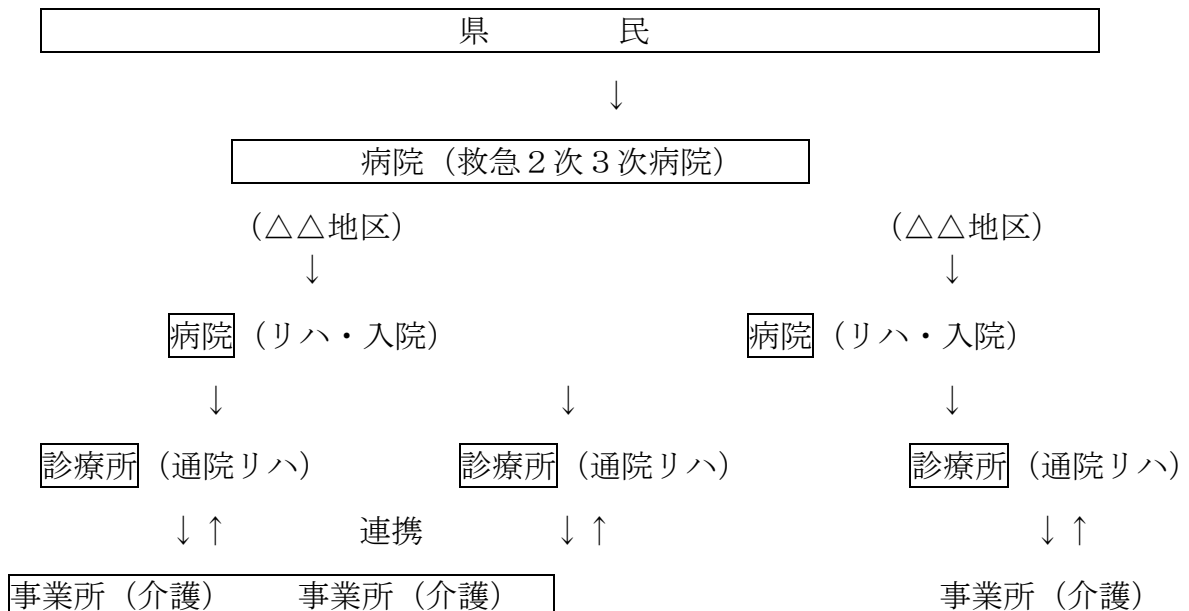 県　　　民
↓
病院（救急２次３次病院）
（△△地区）　（△△地区）
↓　↓
病院（リハ・入院）　病院（リハ・入院）
↓　↓　↓
診療所（通院リハ）　診療所（通院リハ）　診療所（通院リハ）
↓↑　連携　↓↑　↓↑
事業所（介護）　事業所（介護）　事業所（介護）